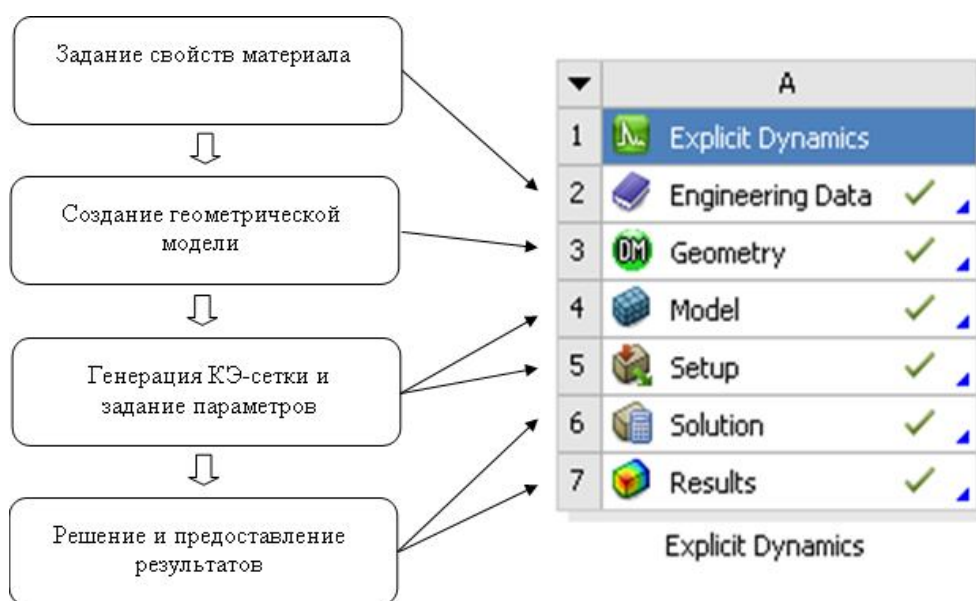 Задание свойств материала
Создание геометрической
модели
Генерация КЭ-сетки и
задание параметров
Решение и предоставление
результатов
A
1 Explicit Dynamics
2 Engineering Data
3 DM Geometry
4 Model
5 Setup
6 Solution
7 Results
Explicit Dynamics